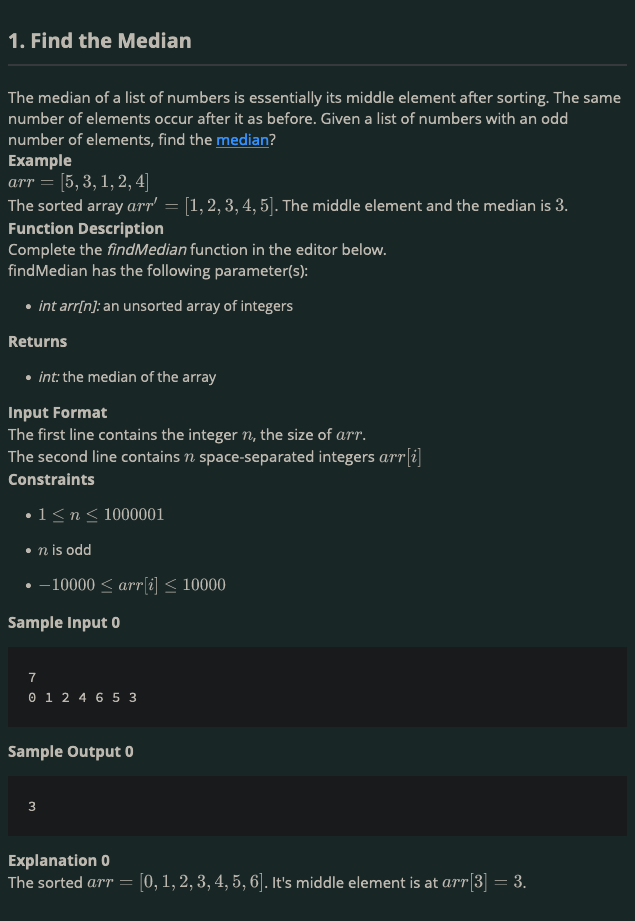 1. Find the Median
The median of a list of numbers is essentially its middle element after sorting. The same
number of elements occur after it as before. Given a list of numbers with an odd
number of elements, find the median?
Example
arr = [5, 3, 1, 2, 4]
The sorted array arr′ = [1, 2, 3, 4, 5]. The middle element and the median is 3.
Function Description
Complete the findMedian function in the editor below.
findMedian has the following parameter(s):
• int arr[n]: an unsorted array of integers
Returns
• int: the median of the array
Input Format
The first line contains the integer n, the size of arr.
The second line contains n space-separated integers arr[i]
Constraints
• 1 ≤ n ≤ 1000001
• n is odd
• −10000 ≤ arr[i] ≤ 10000
Sample Input 0
7
0 1 2 4 6 5 3
Sample Output 0
3
Explanation 0
The sorted arr = [0, 1, 2, 3, 4, 5, 6]. It's middle element is at arr[3] = 3.